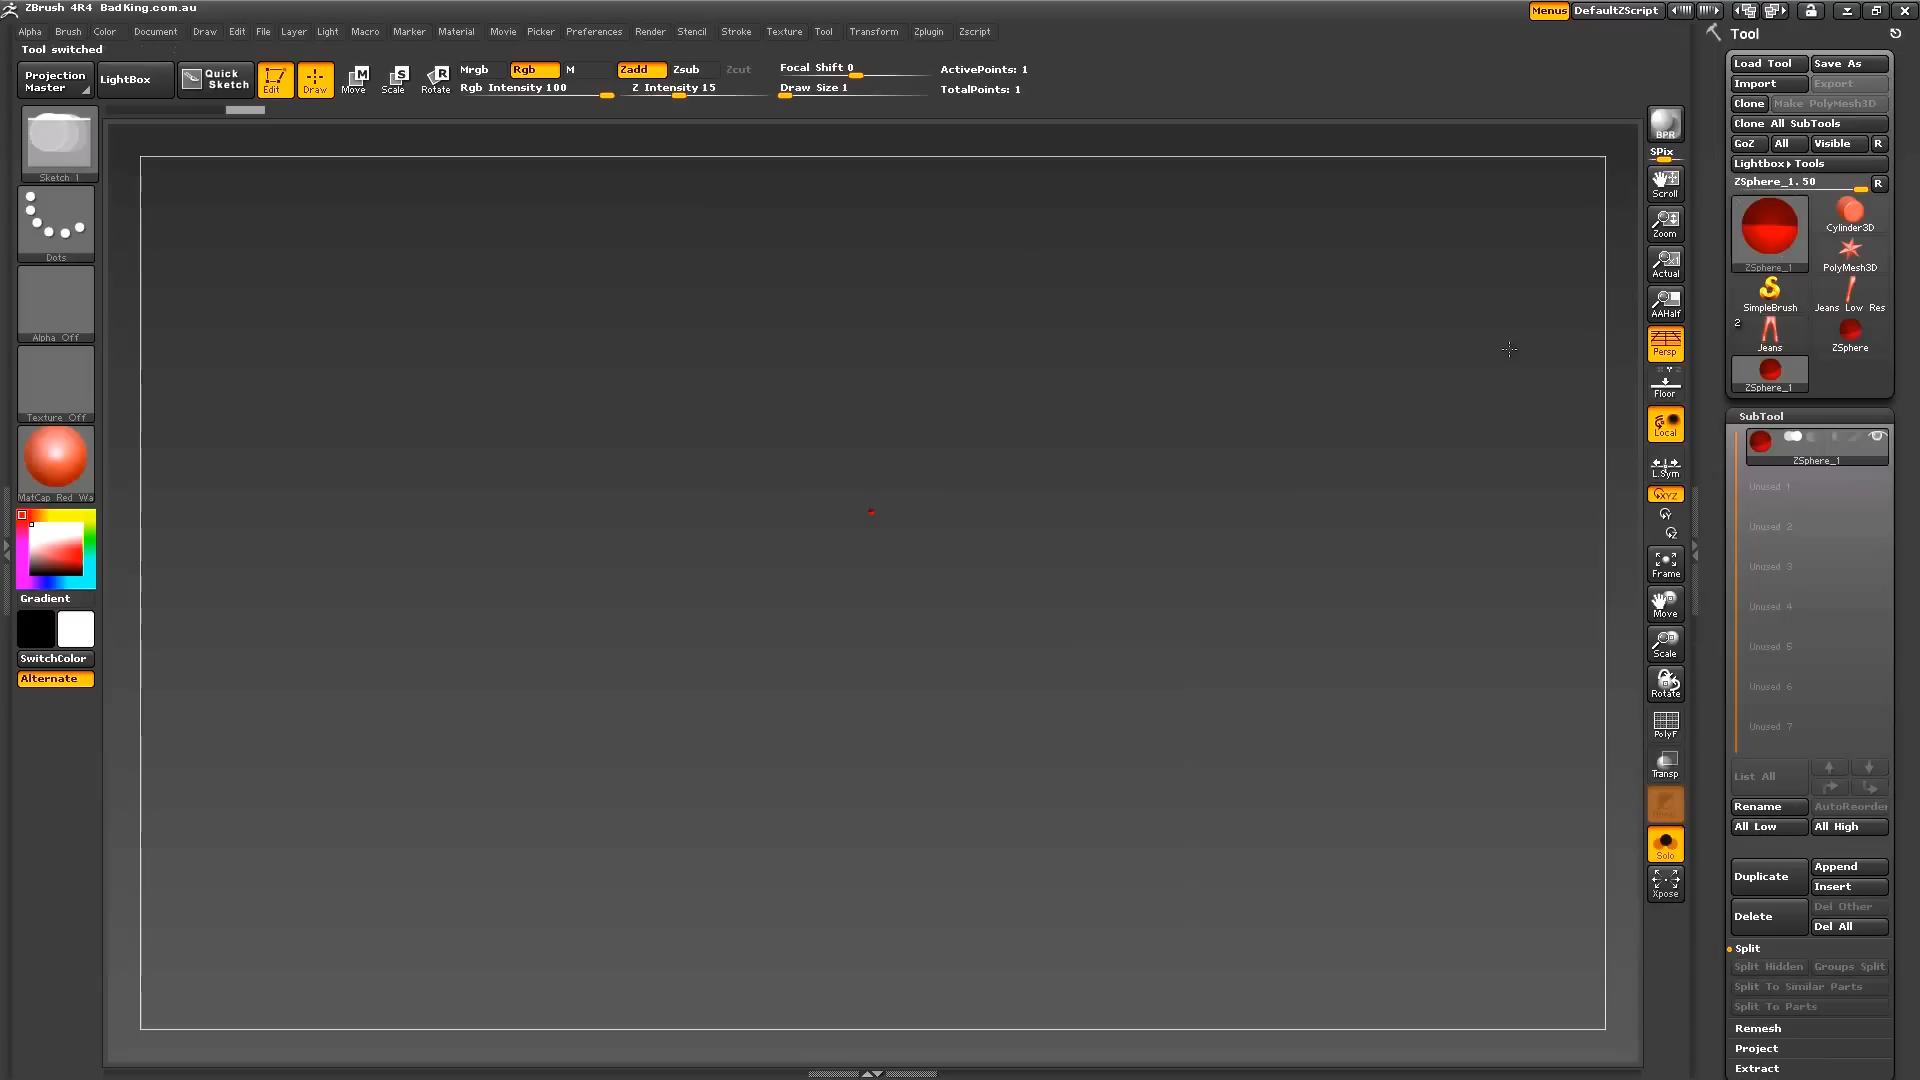 ZBrush 4R4 BadKing.com.au
Menus DefaultZScript
Alpha Brush Color Document Draw Edit File Layer Light Macro Marker Material Movie Picker Preferences Render Stencil Stroke Texture Tool Transform Zplugin Zscript
Tool switched
Projection Master
LightBox
Quick Sketch
Edit
Draw
Move
Scale
Rotate
Mrgb Rgb M
Rgb Intensity 100
Zadd Zsub Zcut
Z Intensity 15
Focal Shift 0
Draw Size 1
ActivePoints: 1
TotalPoints: 1
Sketch 1
Dots
Alpha Off
Texture Off
MatCap Red Wa
Gradient
SwitchColor
Alternate
BPR
SPix
Scroll
Zoom
Actual
AAHalf
Persp
Floor
Local
L.Sym
XYZ
Y
Z
Frame
Move
Scale
Rotate
PolyF
Transp
Solo
Xpose
Tool
Load Tool Save As
Import Export
Clone Make PolyMesh3D
Clone All SubTools
GoZ All Visible R
Lightbox▸Tools
ZSphere_1. 50 R
ZSphere_1
Cylinder3D
PolyMesh3D
SimpleBrush
Jeans Low Res
2
Jeans
ZSphere
ZSphere_1
SubTool
ZSphere_1
Unused 1
Unused 2
Unused 3
Unused 4
Unused 5
Unused 6
Unused 7
List All
Rename AutoReorder
All Low All High
Duplicate
Append
Insert
Delete
Del Other
Del All
Split
Split Hidden Groups Split
Split To Similar Parts
Split To Parts
Remesh
Project
Extract